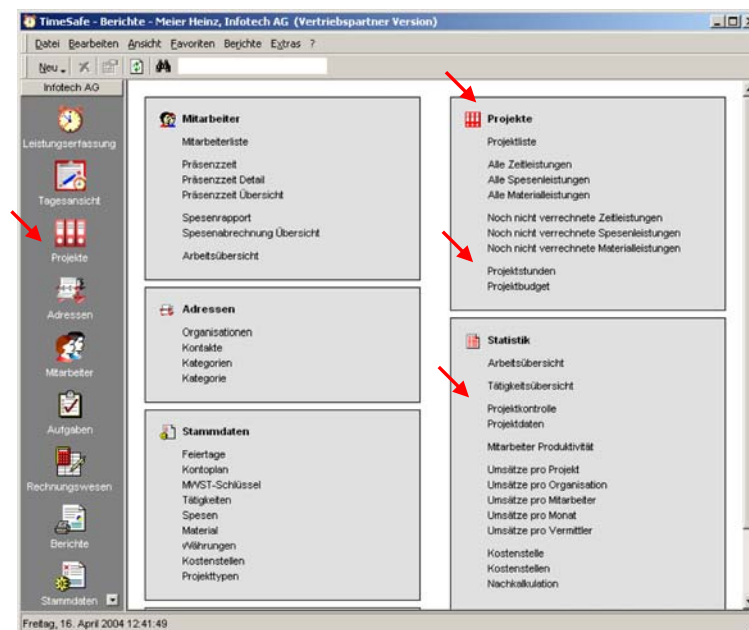 TimeSafe - Berichte - Meier Heinz, Infotech AG (Vertriebspartner Version)
Datei Bearbeiten Ansicht Favoriten Berichte Extras ?
Neu
Infotech AG
Leistungserfassung
Tagesansicht
Projekte
Adressen
Mitarbeiter
Aufgaben
Rechnungswesen
Berichte
Stammdaten
Mitarbeiter
Mitarbeiterliste
Präsenzzeit
Präsenzzeit Detail
Präsenzzeit Übersicht
Spesenrapport
Spesenabrechnung Übersicht
Arbeitsübersicht
Adressen
Organisationen
Kontakte
Kategorien
Kategorie
Stammdaten
Feiertage
Kontoplan
MWST-Schlüssel
Tätigkeiten
Spesen
Material
Währungen
Kostenstellen
Projekttypen
Projekte
Projektliste
Alle Zeitleistungen
Alle Spesenleistungen
Alle Materialleistungen
Noch nicht verrechnete Zeitleistungen
Noch nicht verrechnete Spesenleistungen
Noch nicht verrechnete Materialleistungen
Projektstunden
Projektbudget
Statistik
Arbeitsübersicht
Tätigkeitsübersicht
Projektkontrolle
Projektdaten
Mitarbeiter Produktivität
Umsätze pro Projekt
Umsätze pro Organisation
Umsätze pro Mitarbeiter
Umsätze pro Monat
Umsätze pro Vermittler
Kostenstelle
Kostenstellen
Nachkalkulation
Freitag, 16. April 2004 12:41:49